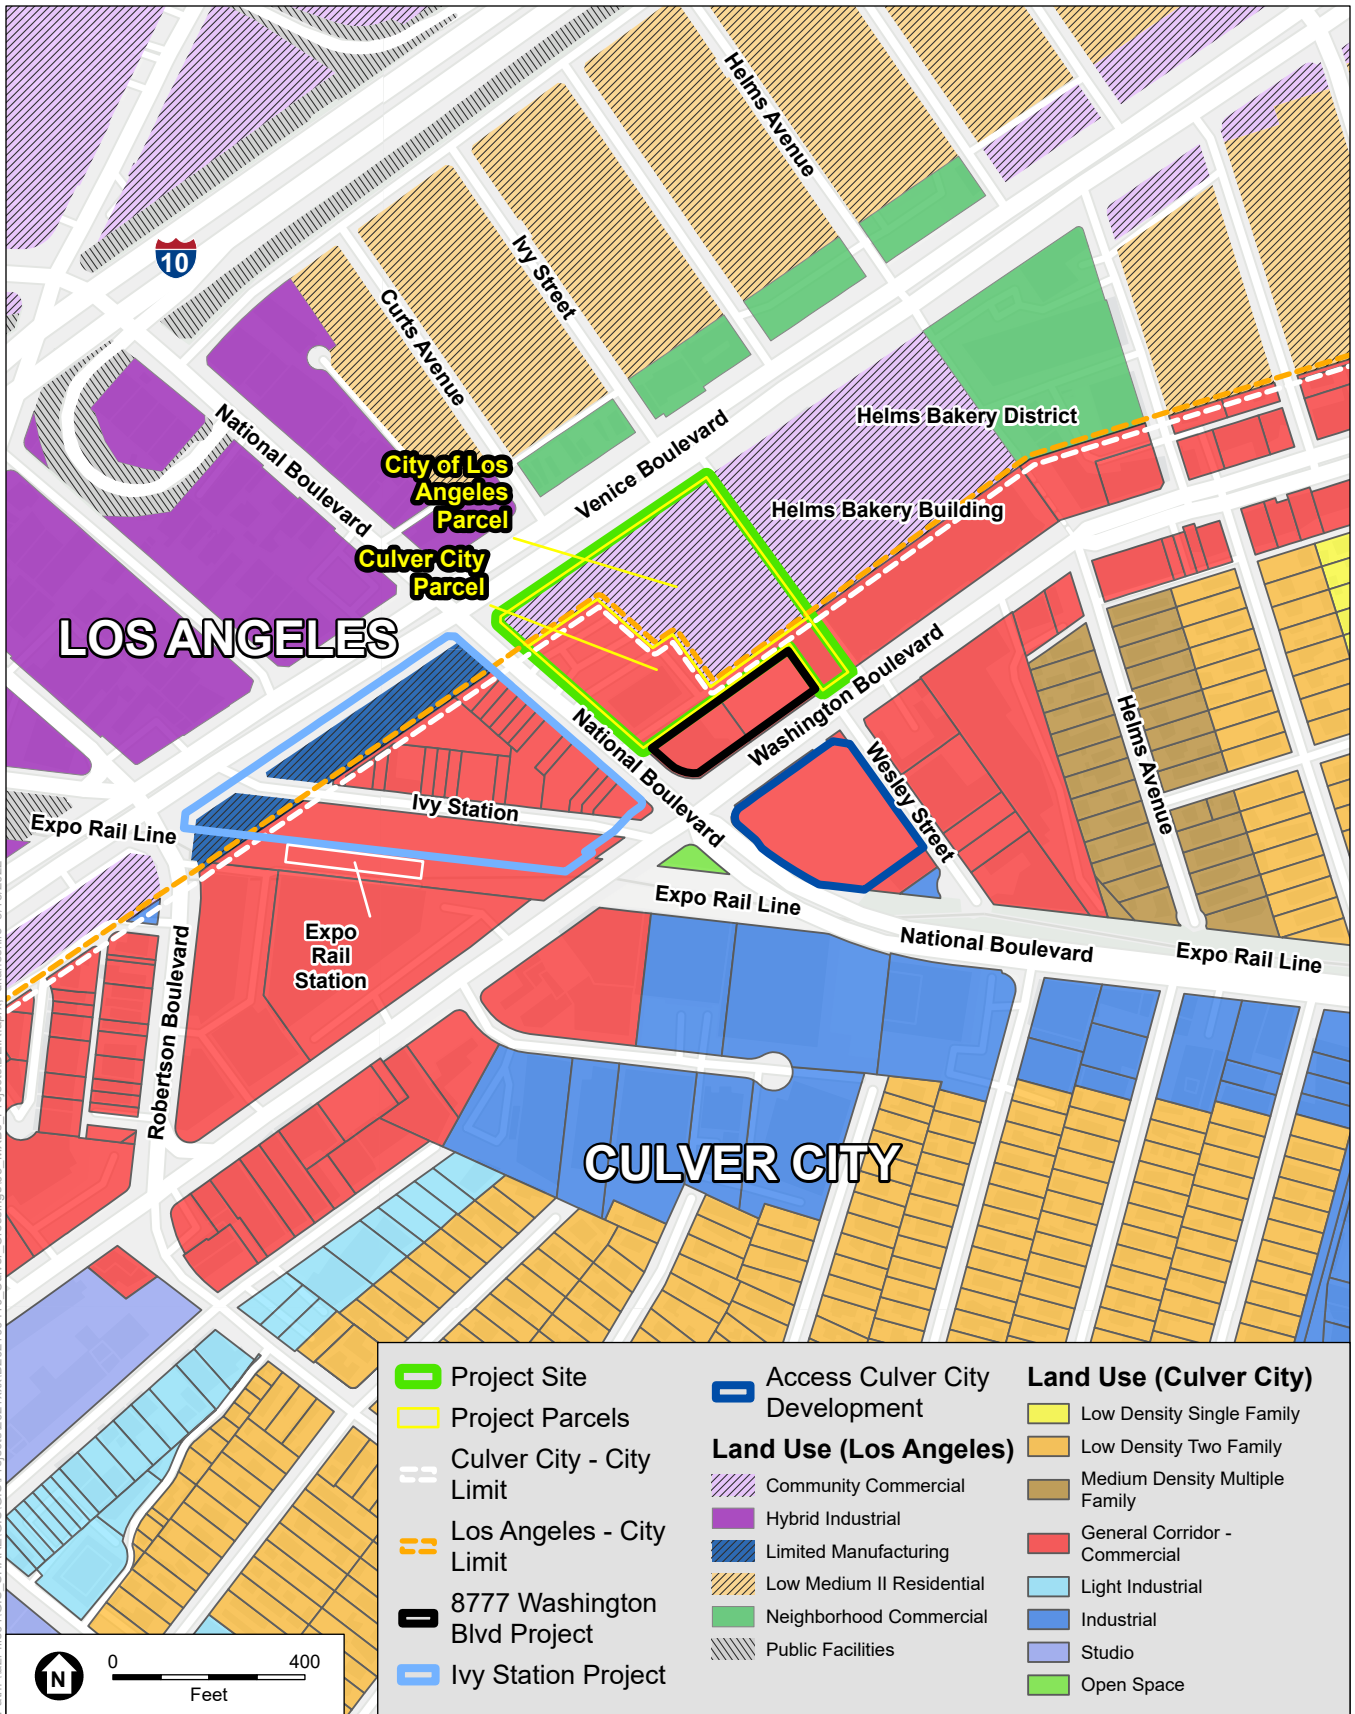 Helms Avenue
10
Ivy Street
Curts Avenue
National Boulevard
Helms Bakery District
Venice Boulevard
City of Los
Angeles
Parcel
Helms Bakery Building
Culver City
Parcel
LOS ANGELES
Washington Boulevard
National Boulevard
Helms Avenue
Wesley Street
Ivy Station
Expo Rail Line
Expo Rail Line
Expo
Rail
Station
Robertson Boulevard
National Boulevard
Expo Rail Line
CULVER CITY
Project Site
Project Parcels
Culver City - City
Limit
Los Angeles - City
Limit
8777 Washington
Blvd Project
Ivy Station Project
Access Culver City
Development
Land Use (Los Angeles)
Community Commercial
Hybrid Industrial
Limited Manufacturing
Low Medium II Residential
Neighborhood Commercial
Public Facilities
Land Use (Culver City)
Low Density Single Family
Low Density Two Family
Medium Density Multiple
Family
General Corridor -
Commercial
Light Industrial
Industrial
Studio
Open Space
N
0 400
Feet